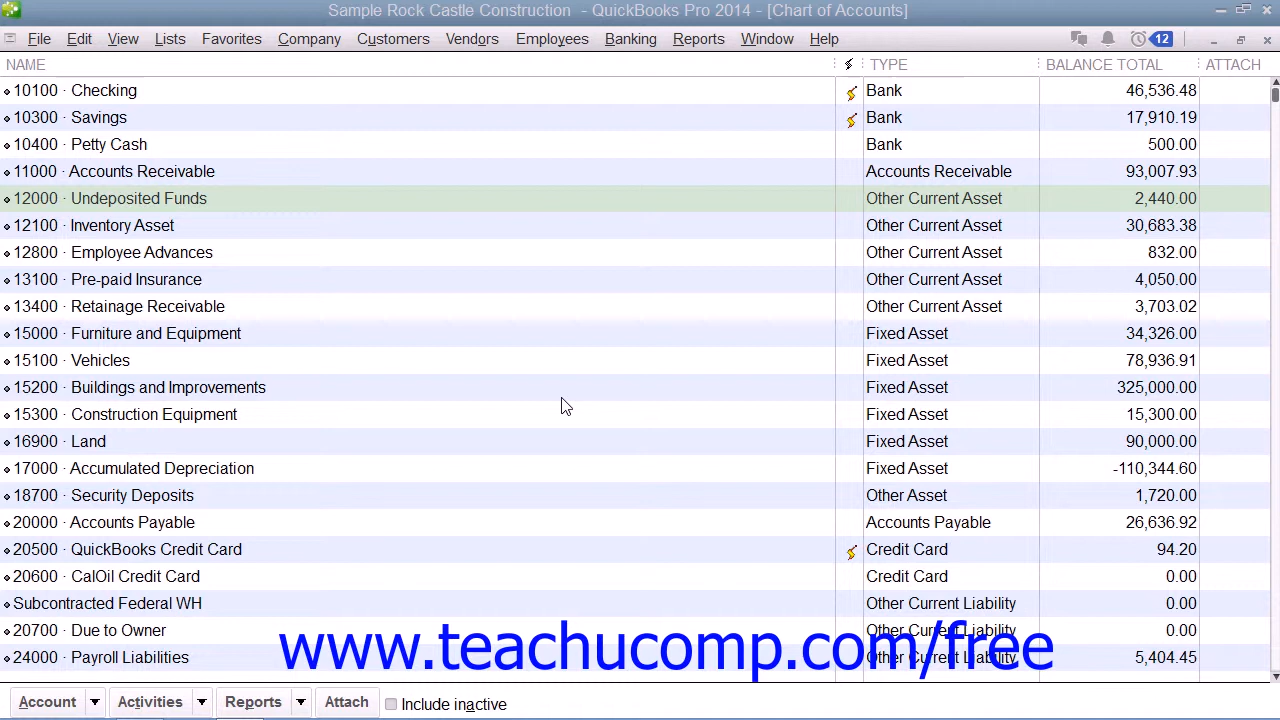 Sample Rock Castle Construction - QuickBooks Pro 2014 - [Chart of Accounts]
File Edit View Lists Favorites Company Customers Vendors Employees Banking Reports Window Help 12
NAME TYPE BALANCE TOTAL ATTACH
10100 · Checking Bank 46,536.48
10300 · Savings Bank 17,910.19
10400 · Petty Cash Bank 500.00
11000 · Accounts Receivable Accounts Receivable 93,007.93
12000 · Undeposited Funds Other Current Asset 2,440.00
12100 · Inventory Asset Other Current Asset 30,683.38
12800 · Employee Advances Other Current Asset 832.00
13100 · Pre-paid Insurance Other Current Asset 4,050.00
13400 · Retainage Receivable Other Current Asset 3,703.02
15000 · Furniture and Equipment Fixed Asset 34,326.00
15100 · Vehicles Fixed Asset 78,936.91
15200 · Buildings and Improvements Fixed Asset 325,000.00
15300 · Construction Equipment Fixed Asset 15,300.00
16900 · Land Fixed Asset 90,000.00
17000 · Accumulated Depreciation Fixed Asset -110,344.60
18700 · Security Deposits Other Asset 1,720.00
20000 · Accounts Payable Accounts Payable 26,636.92
20500 · QuickBooks Credit Card Credit Card 94.20
20600 · CalOil Credit Card Credit Card 0.00
Subcontracted Federal WH Other Current Liability 0.00
20700 · Due to Owner Other Current Liability 0.00
www.teachucomp.com/free
24000 · Payroll Liabilities Other Current Liability 5,404.45
Account Activities Reports Attach Include inactive